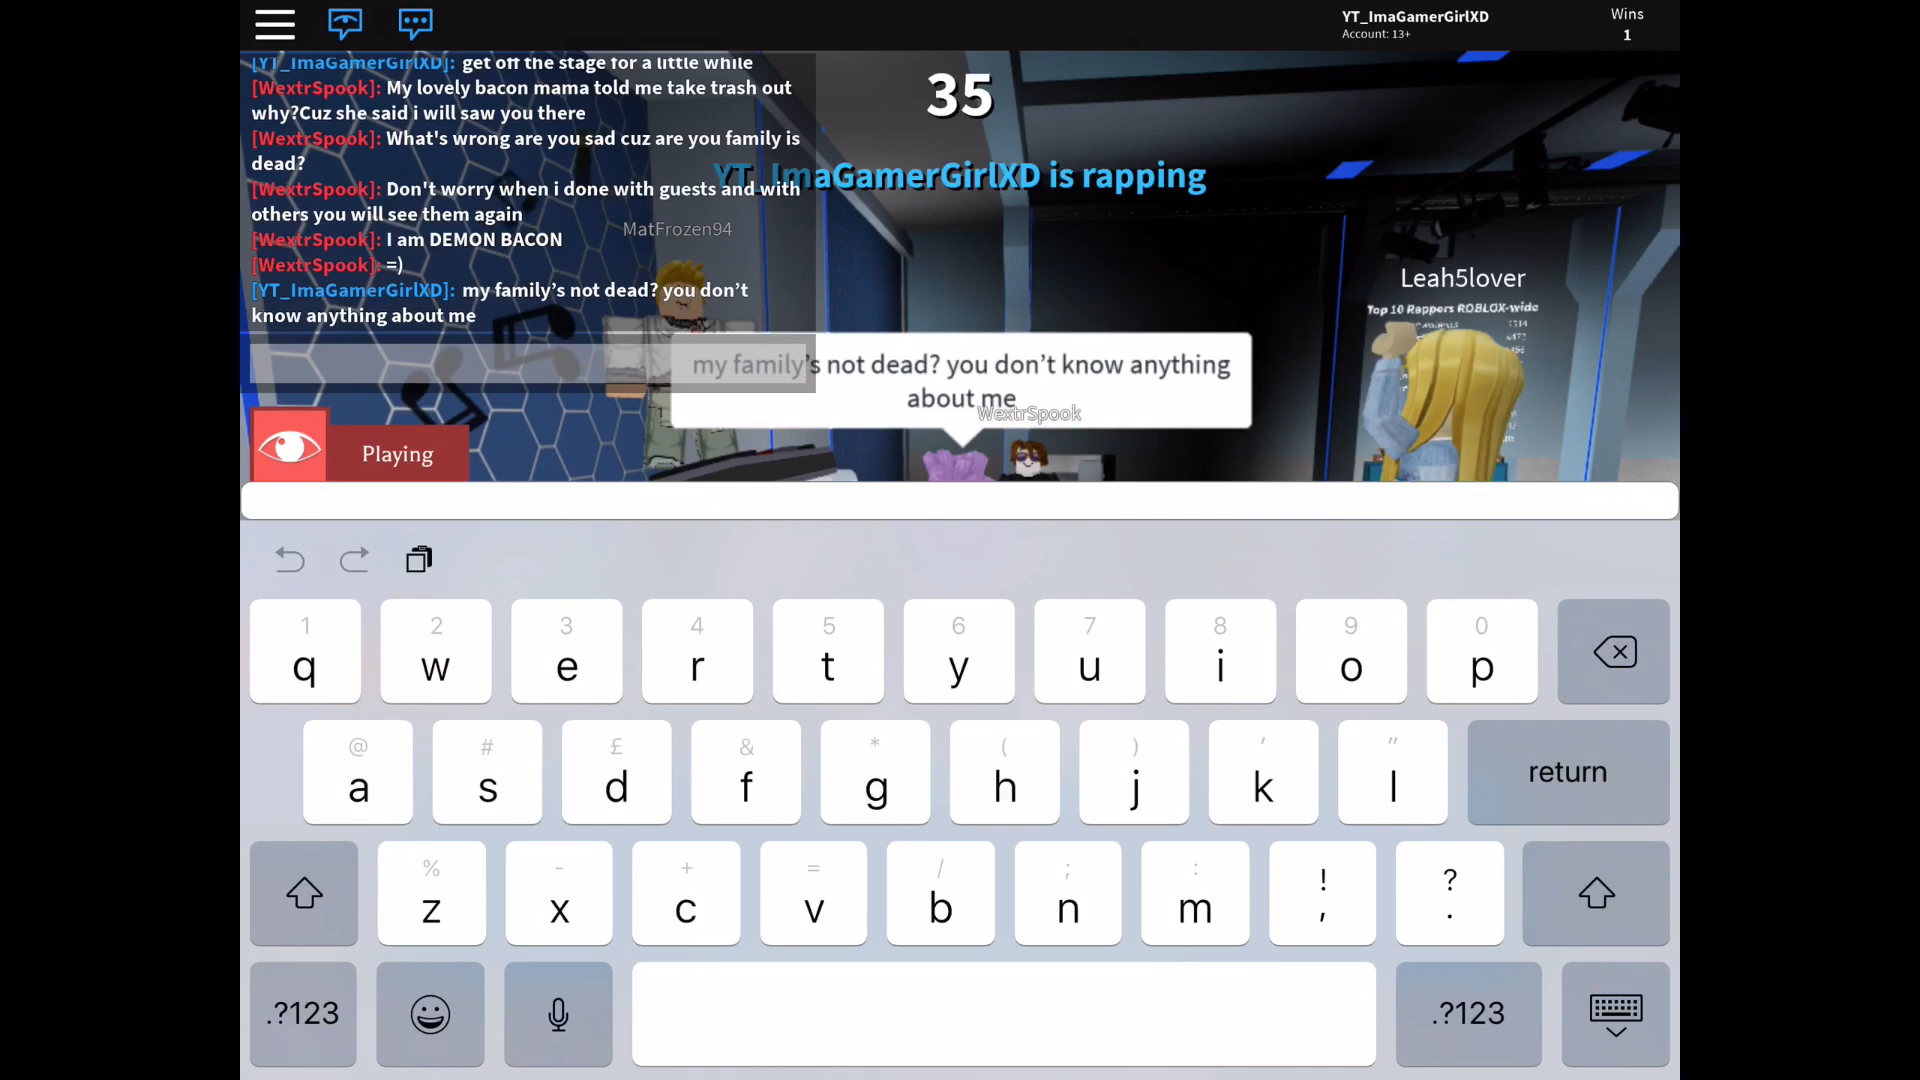 YT_ImaGamerGirlXD
Account: 13+
Wins
1
[YT_ImaGamerGirlXD]: get off the stage for a little while
[WextrSpook]: My lovely bacon mama told me take trash out
why?Cuz she said i will saw you there
[WextrSpook]: What's wrong are you sad cuz are you family is
dead?
[WextrSpook]: Don't worry when i done with guests and with
others you will see them again
[WextrSpook]: I am DEMON BACON
[WextrSpook]: =)
[YT_ImaGamerGirlXD]: my family’s not dead? you don’t
know anything about me
35
YT_ImaGamerGirlXD is rapping
MatFrozen94
Leah5lover
Top 10 Rappers ROBLOX-wide
my family’s not dead? you don’t know anything
about me
WextrSpook
Playing
1 2 3 4 5 6 7 8 9 0
q w e r t y u i o p
@ # £ & * ( ) ’ ”
a s d f g h j k l return
% - + = / ; : ! ?
z x c v b n m , .
.?123 .?123